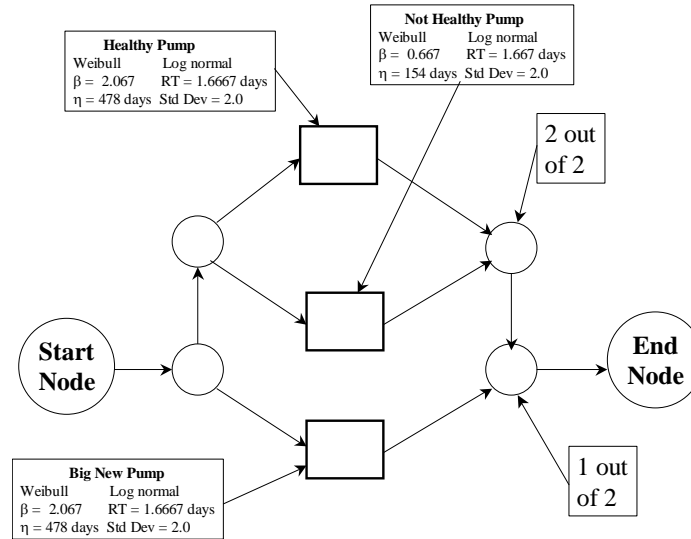 Not Healthy Pump
Weibull Log normal
β = 0.667 RT = 1.667 days
η = 154 days Std Dev = 2.0
Healthy Pump
Weibull Log normal
β = 2.067 RT = 1.6667 days
η = 478 days Std Dev = 2.0
2 out
of 2
Start
Node
End
Node
Big New Pump
Weibull Log normal
β = 2.067 RT = 1.6667 days
η = 478 days Std Dev = 2.0
1 out
of 2